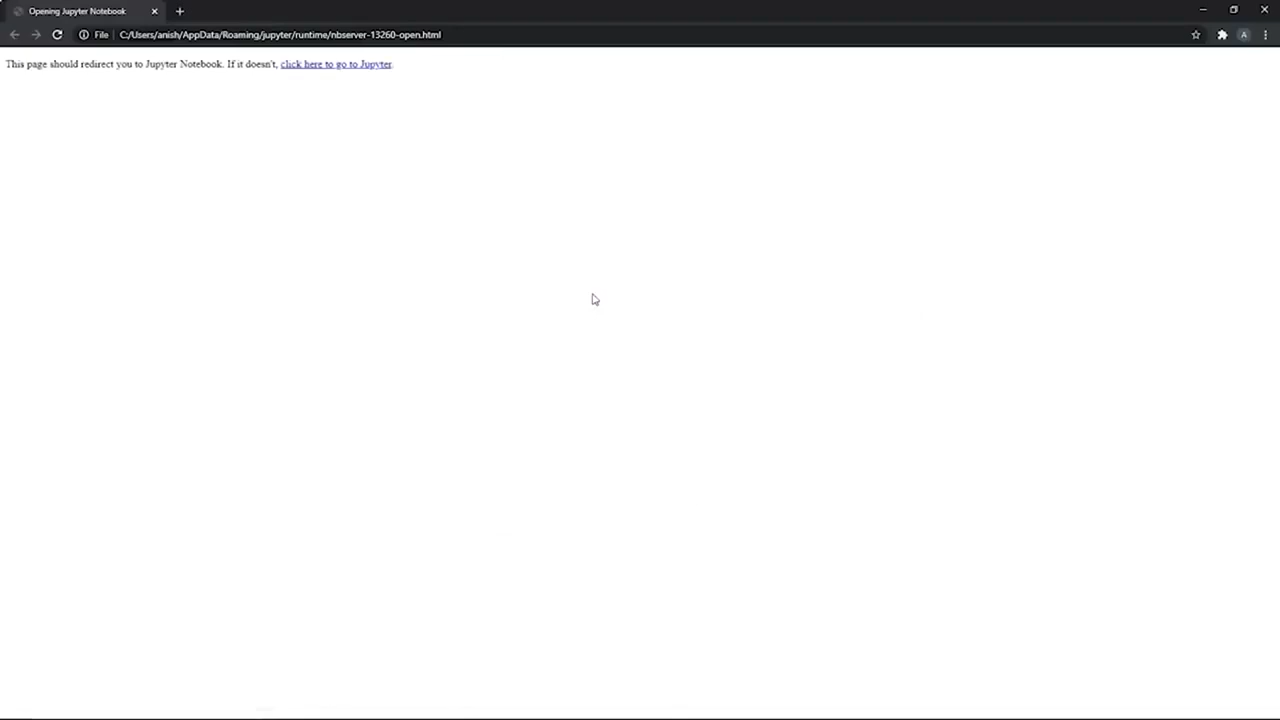 Opening Jupyter Notebook
File C:/Users/anish/AppData/Roaming/jupyter/runtime/nbserver-13260-open.html
A
This page should redirect you to Jupyter Notebook. If it doesn't, click here to go to Jupyter.